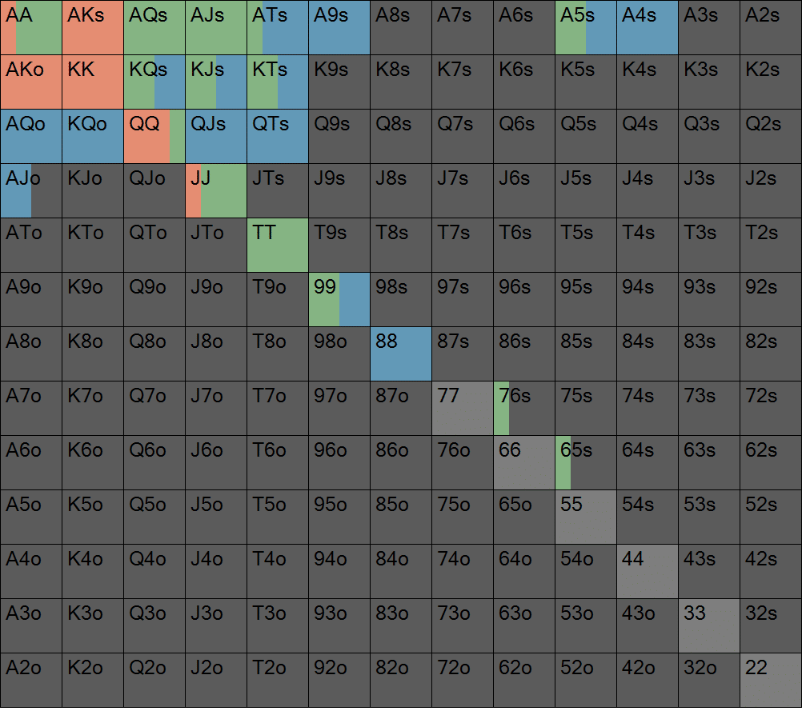 AA AKs AQs AJs ATs A9s A8s A7s A6s A5s A4s A3s A2s
AKo KK KQs KJs KTs K9s K8s K7s K6s K5s K4s K3s K2s
AQo KQo QQ QJs QTs Q9s Q8s Q7s Q6s Q5s Q4s Q3s Q2s
AJo KJo QJo JJ JTs J9s J8s J7s J6s J5s J4s J3s J2s
ATo KTo QTo JTo TT T9s T8s T7s T6s T5s T4s T3s T2s
A9o K9o Q9o J9o T9o 99 98s 97s 96s 95s 94s 93s 92s
A8o K8o Q8o J8o T8o 98o 88 87s 86s 85s 84s 83s 82s
A7o K7o Q7o J7o T7o 97o 87o 77 76s 75s 74s 73s 72s
A6o K6o Q6o J6o T6o 96o 86o 76o 66 65s 64s 63s 62s
A5o K5o Q5o J5o T5o 95o 85o 75o 65o 55 54s 53s 52s
A4o K4o Q4o J4o T4o 94o 84o 74o 64o 54o 44 43s 42s
A3o K3o Q3o J3o T3o 93o 83o 73o 63o 53o 43o 33 32s
A2o K2o Q2o J2o T2o 92o 82o 72o 62o 52o 42o 32o 22